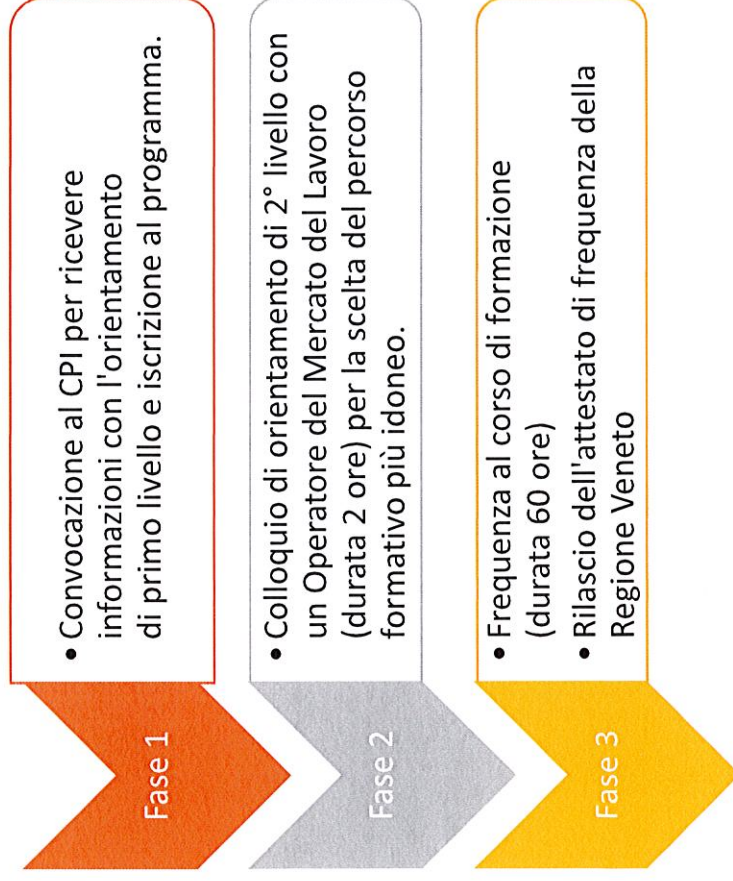 Fase 1
• Convocazione al CPI per ricevere
informazioni con l'orientamento
di primo livello e iscrizione al programma.
Fase 2
• Colloquio di orientamento di 2° livello con
un Operatore del Mercato del Lavoro
(durata 2 ore) per la scelta del percorso
formativo più idoneo.
Fase 3
• Frequenza al corso di formazione
(durata 60 ore)
• Rilascio dell'attestato di frequenza della
Regione Veneto